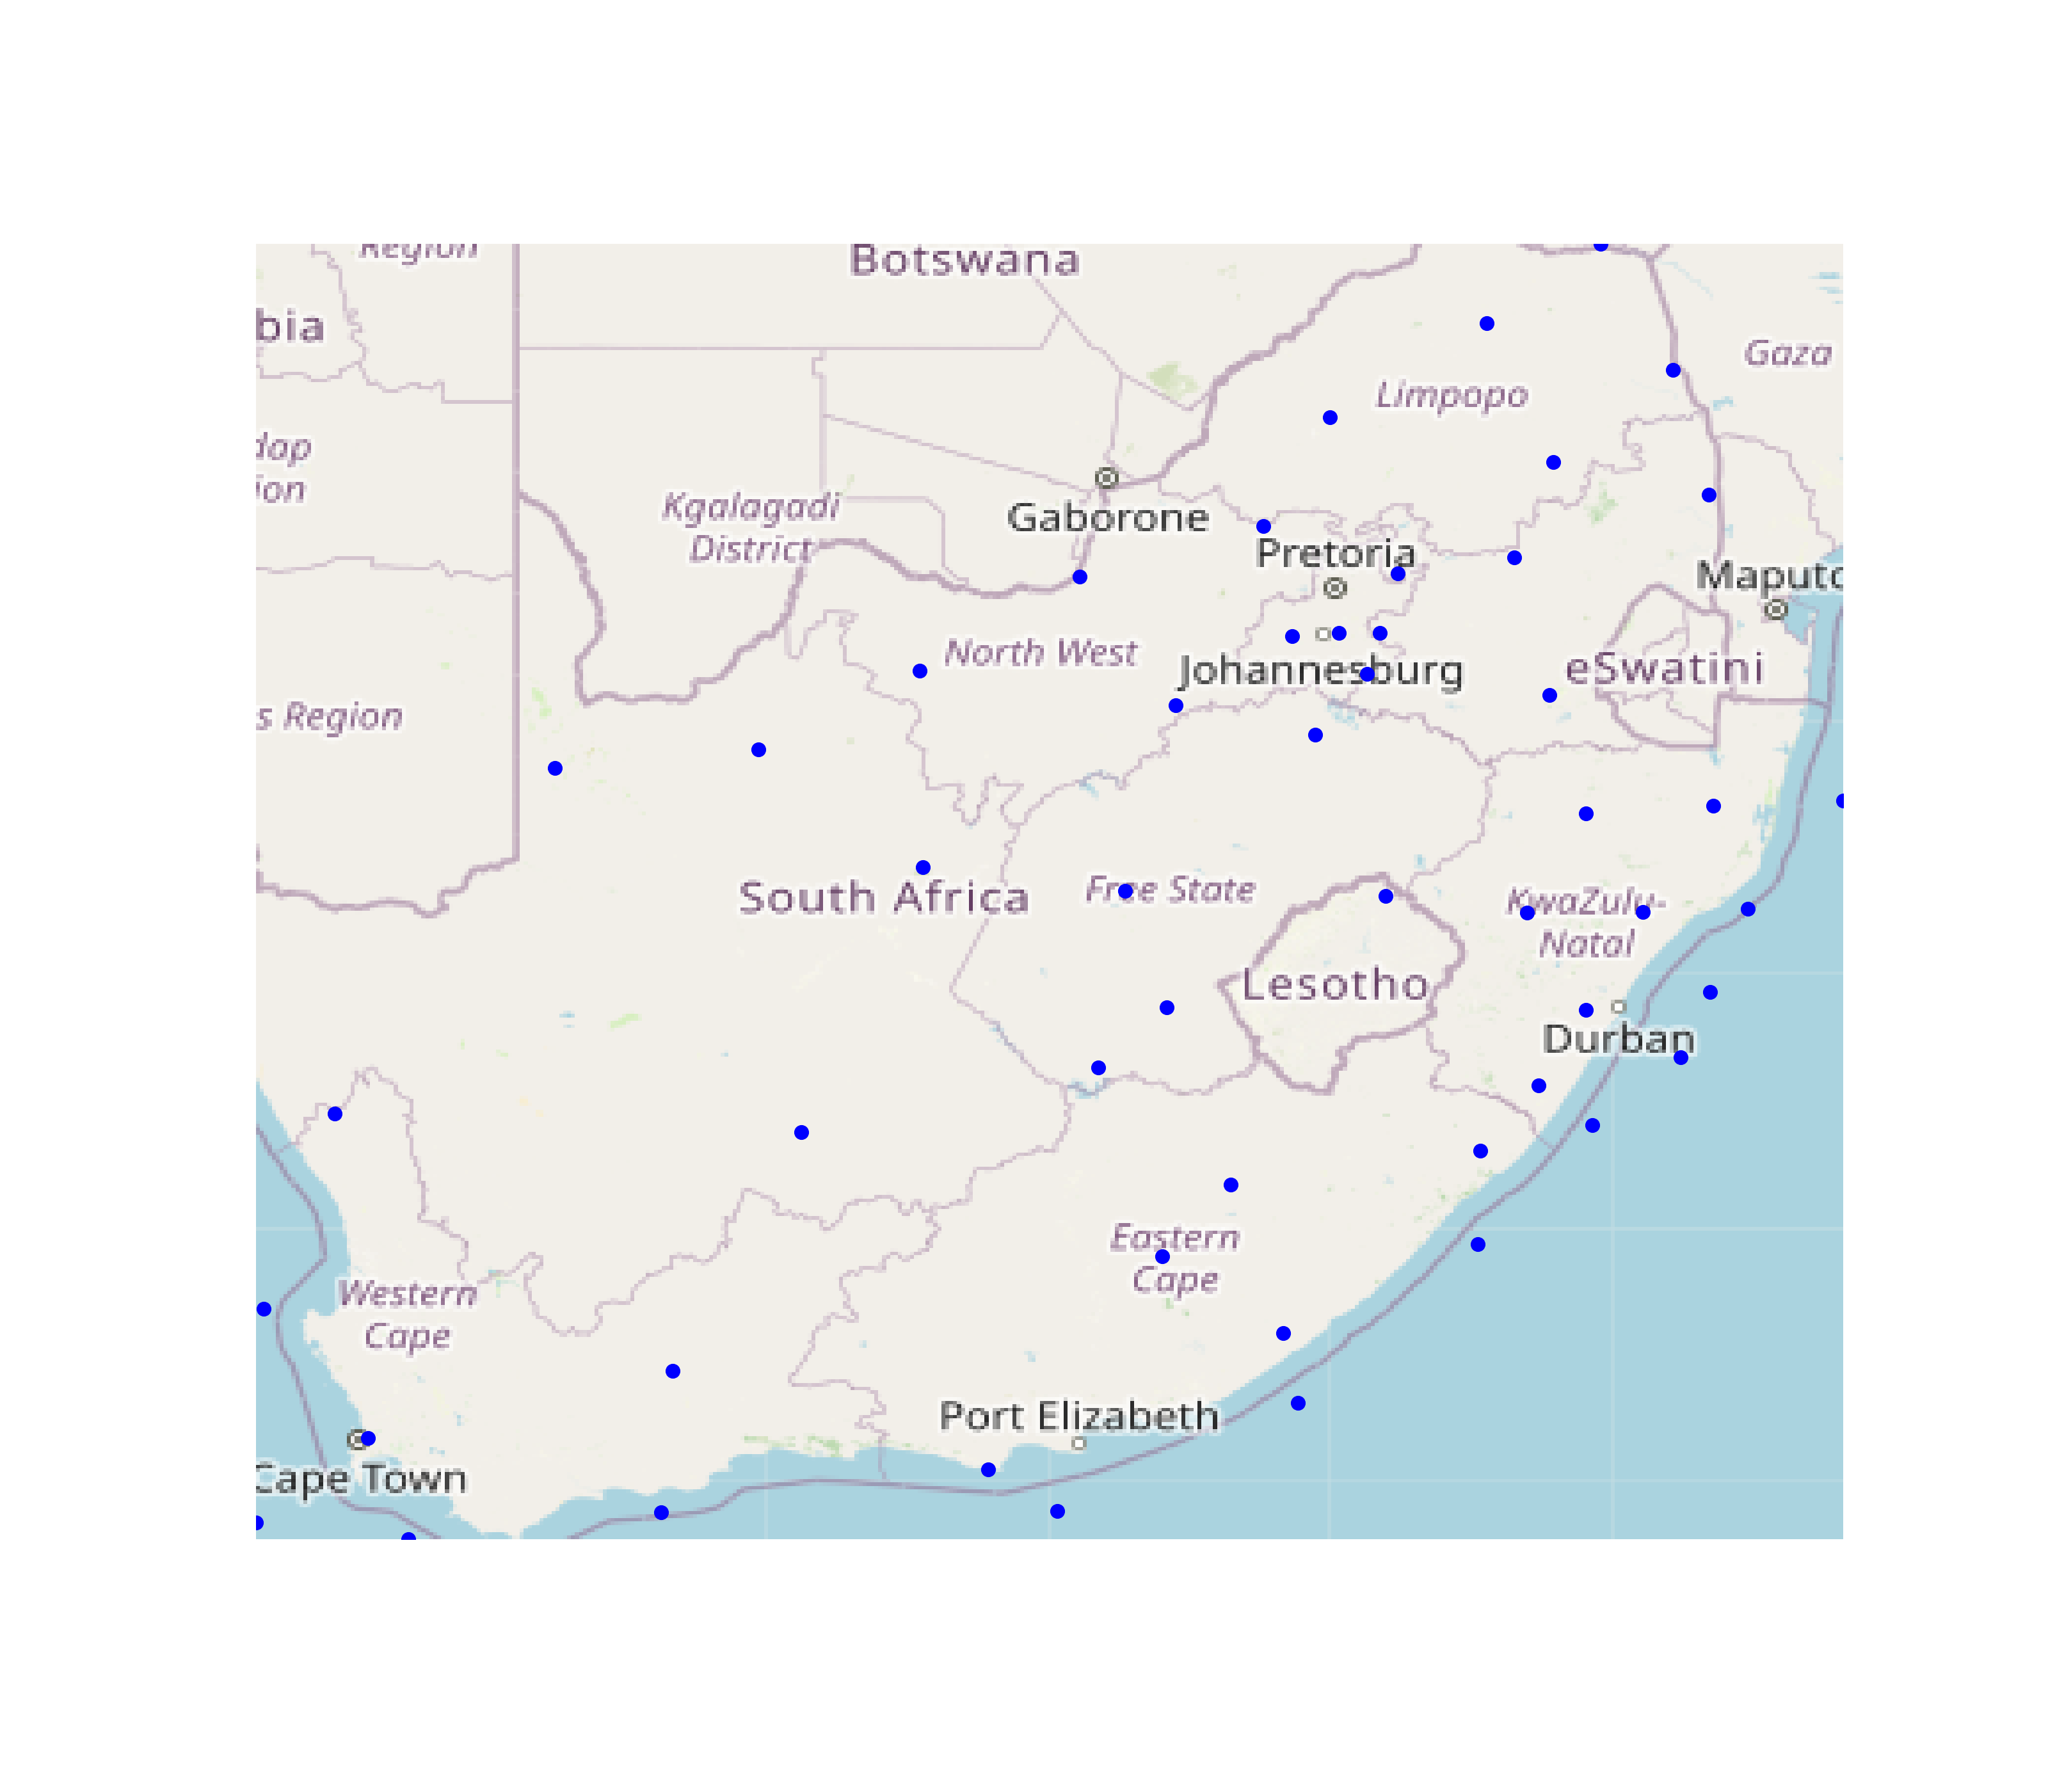 Region
Botswana
bia
Gaza
Limpopo
dap
ion
Kgalagadi
District
Gaborone
Pretoria
Maputo
North West
Johannesburg
eSwatini
s Region
South Africa
Free State
KwaZulu-
Natal
Lesotho
Durban
Eastern
Cape
Western
Cape
Port Elizabeth
Cape Town